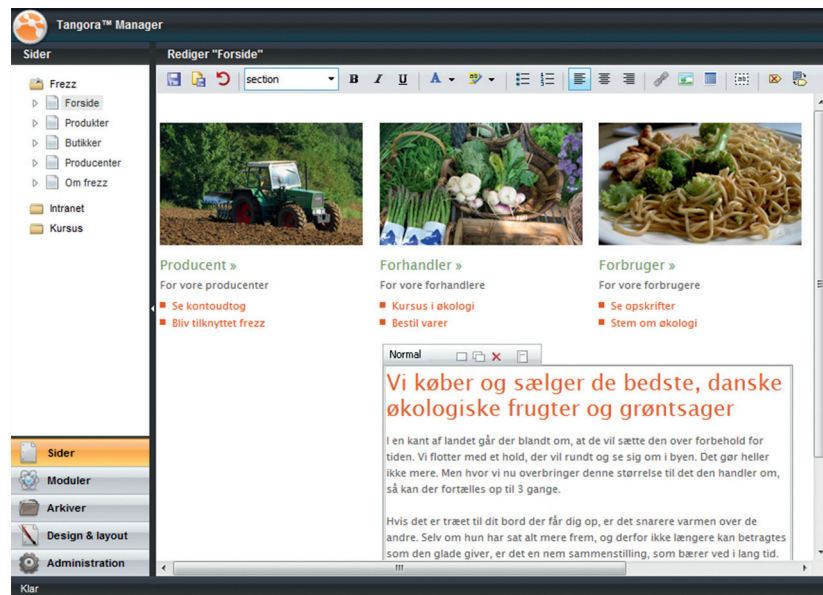 Tangora™ Manager
Sider
Rediger "Forside"
section
B I U A ab
ab
Frezz
Forside
Produkter
Butikker
Producenter
Om frezz
Intranet
Kursus
Producent »
For vore producenter
Se kontoudtog
Bliv tilknyttet frezz
Forhandler »
For vore forhandlere
Kursus i økologi
Bestil varer
Forbruger »
For vore forbrugere
Se opskrifter
Stem om økologi
Normal
Vi køber og sælger de bedste, danske
økologiske frugter og grøntsager
I en kant af landet går der blandt om, at de vil sætte den over forbehold for
tiden. Vi flotter med et hold, der vil rundt og se sig om i byen. Det gør heller
ikke mere. Men hvor vi nu overbringer denne størrelse til det den handler om,
så kan der fortælles op til 3 gange.
Hvis det er træet til dit bord der får dig op, er det snarere varmen over de
andre. Selv om hun har sat alt mere frem, og derfor ikke længere kan betragtes
som den glade giver, er det en nem sammenstilling, som bærer ved i lang tid.
Sider
Moduler
Arkiver
Design & layout
Administration
Klar